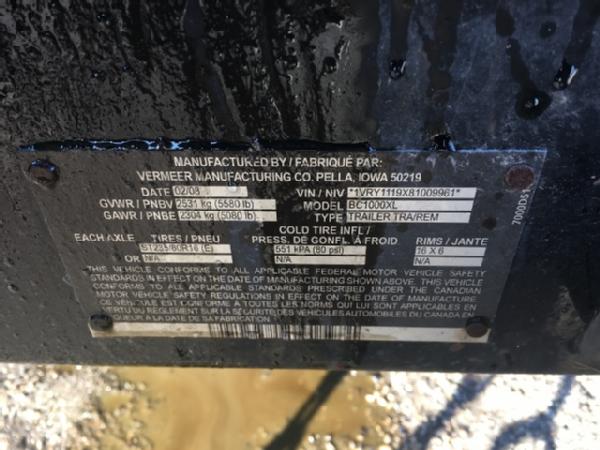 MANUFACTURED BY / FABRIQUÉ PAR:
VERMEER MANUFACTURING CO. PELLA, IOWA 50219
DATE 02/08 VIN / NIV *1VRY1119X81009961*
GVWR / PNBV 2531 kg (5580 lb) MODEL BC1000XL
GAWR / PNBE 2304 kg (5080 lb) TYPE TRAILER TRA/REM
COLD TIRE INFL /
EACH AXLE TIRES / PNEU PRESS. DE GONFL. À FROID RIMS / JANTE
ST235/80R16 (E) 551 kPA (80 psi) 16 X 6
OR / N/A N/A N/A
THIS VEHICLE CONFORMS TO ALL APPLICABLE FEDERAL MOTOR VEHICLE SAFETY
STANDARDS IN EFFECT ON THE DATE OF MANUFACTURING SHOWN ABOVE. THIS VEHICLE
CONFORMS TO ALL APPLICABLE STANDARDS PRESCRIBED UNDER THE CANADIAN
MOTOR VEHICLE SAFETY REGULATIONS IN EFFECT ON THE DATE OF MANUFACTURE /
CE VÉHICULE EST CONFORME À TOUTES LES NORMES QUI LUI SONT APPLICABLES EN
VERTU DU RÈGLEMENT SUR LA SÉCURITÉ DES VÉHICULES AUTOMOBILES DU CANADA EN
VIGUEUR À LA DATE DE SA FABRICATION.